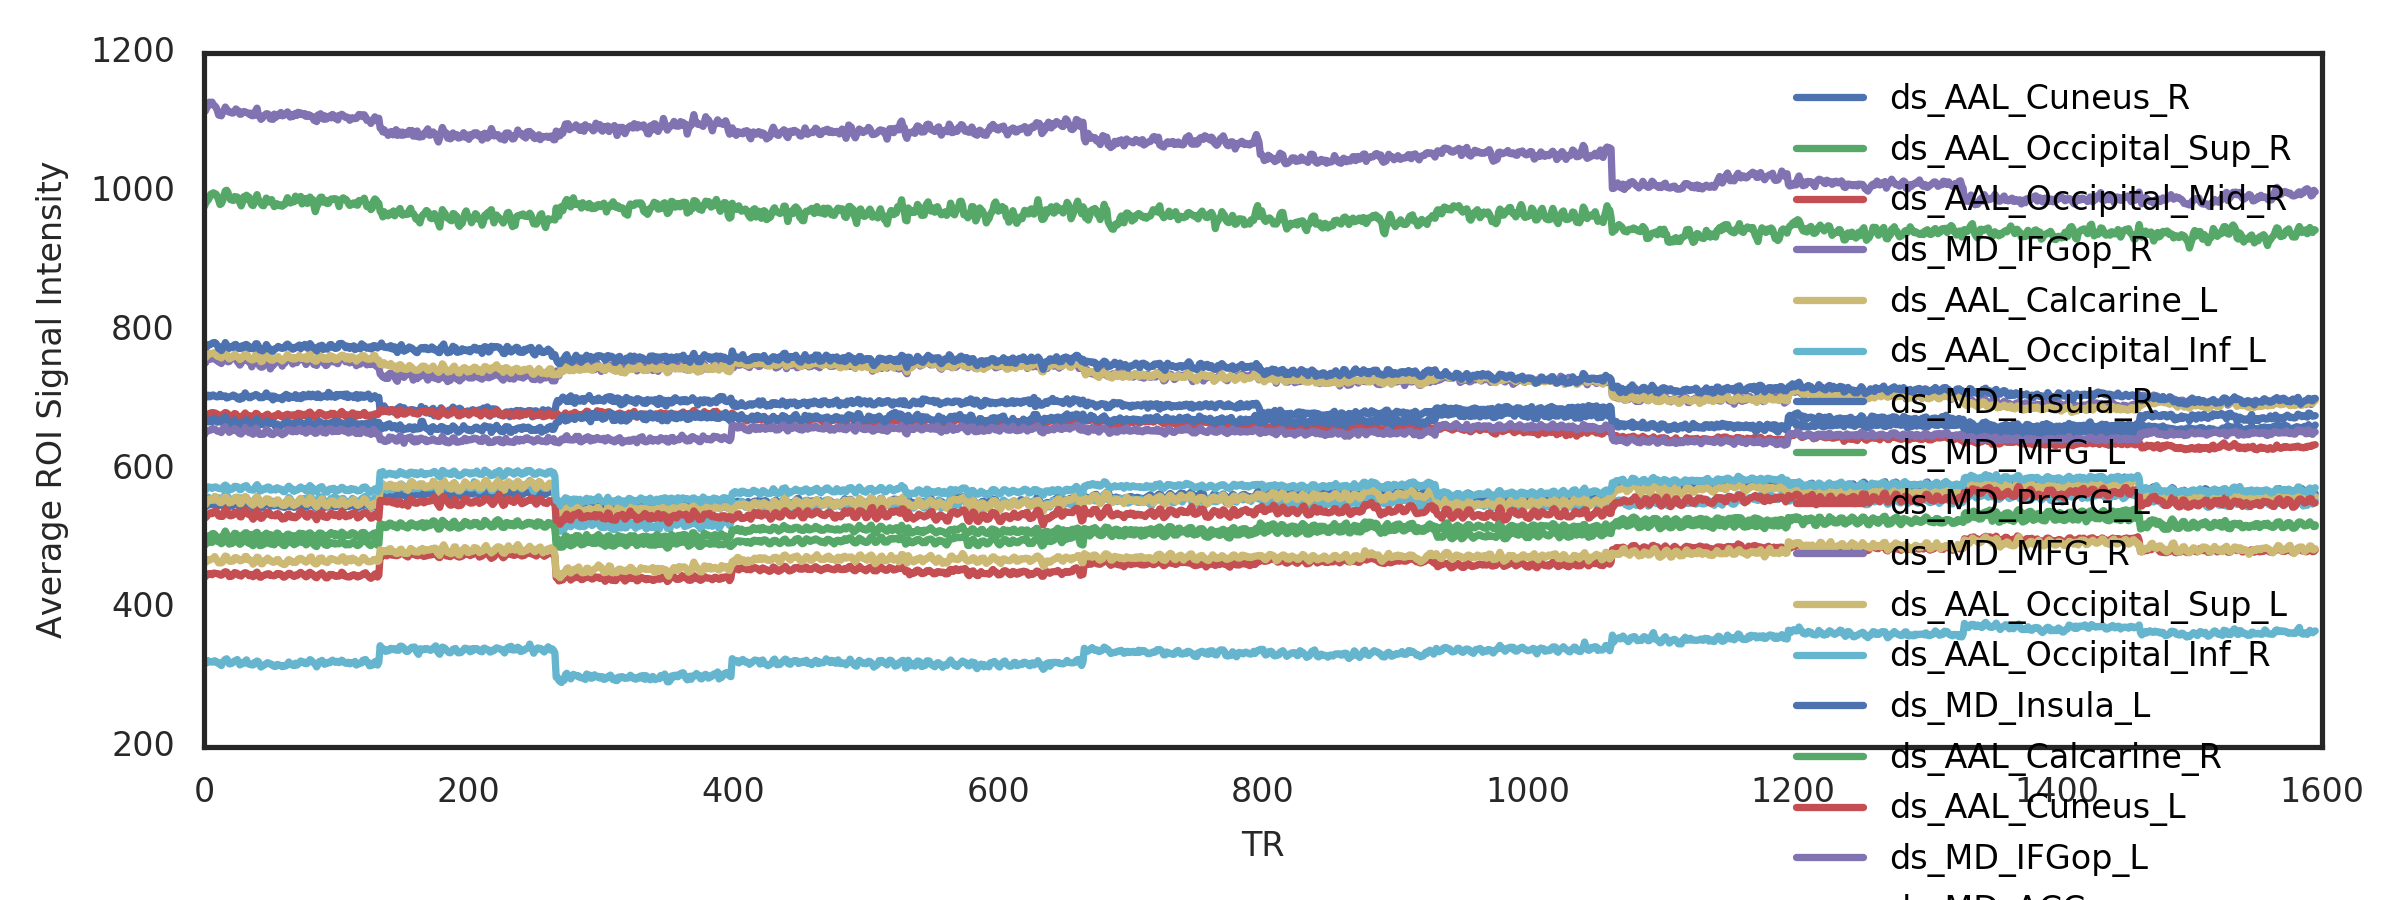 Average ROI Signal Intensity
1200
1000
800
600
400
200
0
200
400
600
800
1000
1200
1400
1600
TR
ds_AAL_Cuneus_R
ds_AAL_Occipital_Sup_R
ds_AAL_Occipital_Mid_R
ds_MD_IFGop_R
ds_AAL_Calcarine_L
ds_AAL_Occipital_Inf_L
ds_MD_Insula_R
ds_MD_MFG_L
ds_MD_PrecG_L
ds_MD_MFG_R
ds_AAL_Occipital_Sup_L
ds_AAL_Occipital_Inf_R
ds_MD_Insula_L
ds_AAL_Calcarine_R
ds_AAL_Cuneus_L
ds_MD_IFGop_L